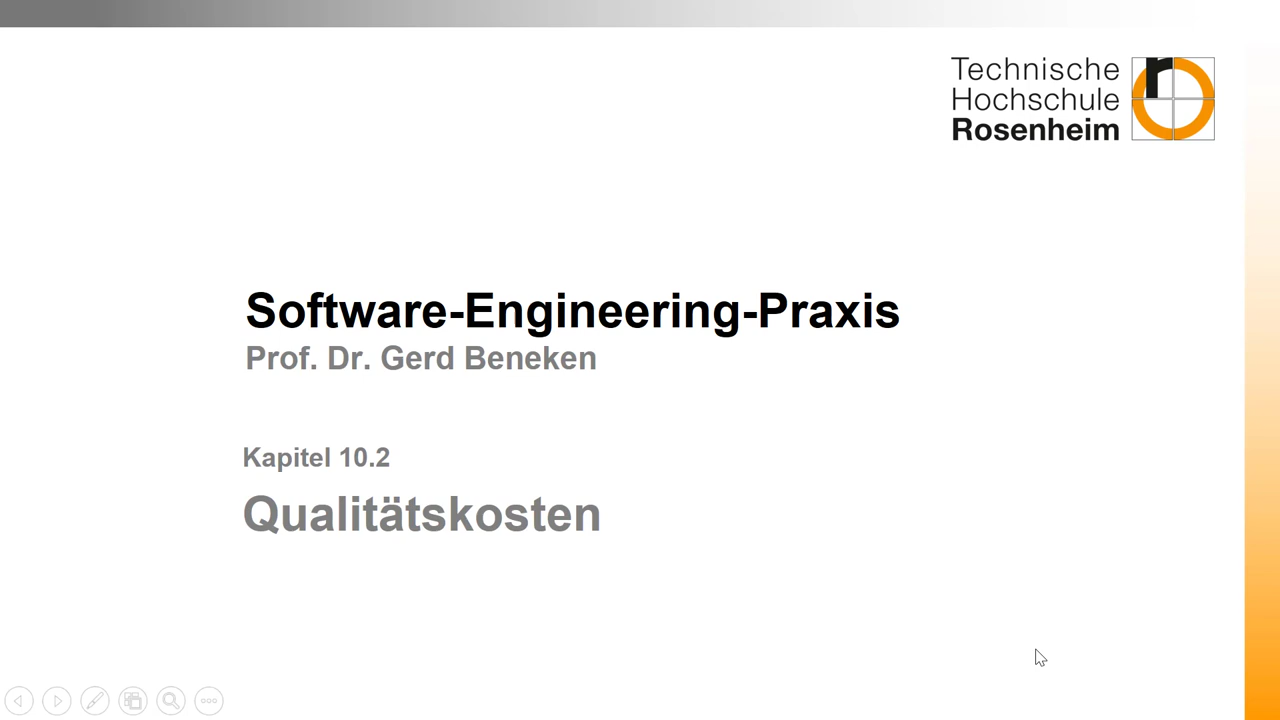 Technische
Hochschule
Rosenheim
Software-Engineering-Praxis
Prof. Dr. Gerd Beneken
Kapitel 10.2
Qualitätskosten